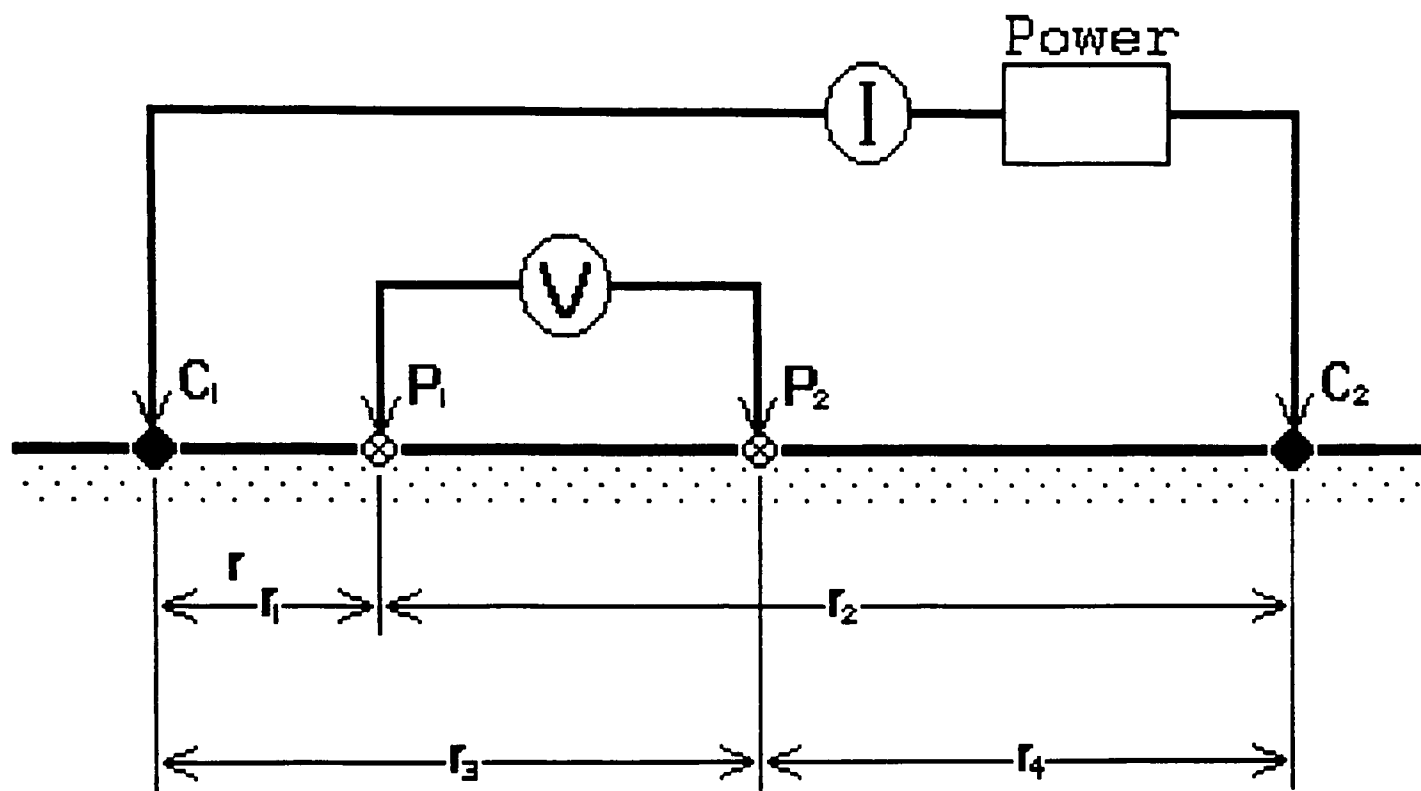 Power
I
V
C₁ P₁ P₂ C₂
r
r₁ r₂
r₃ r₄